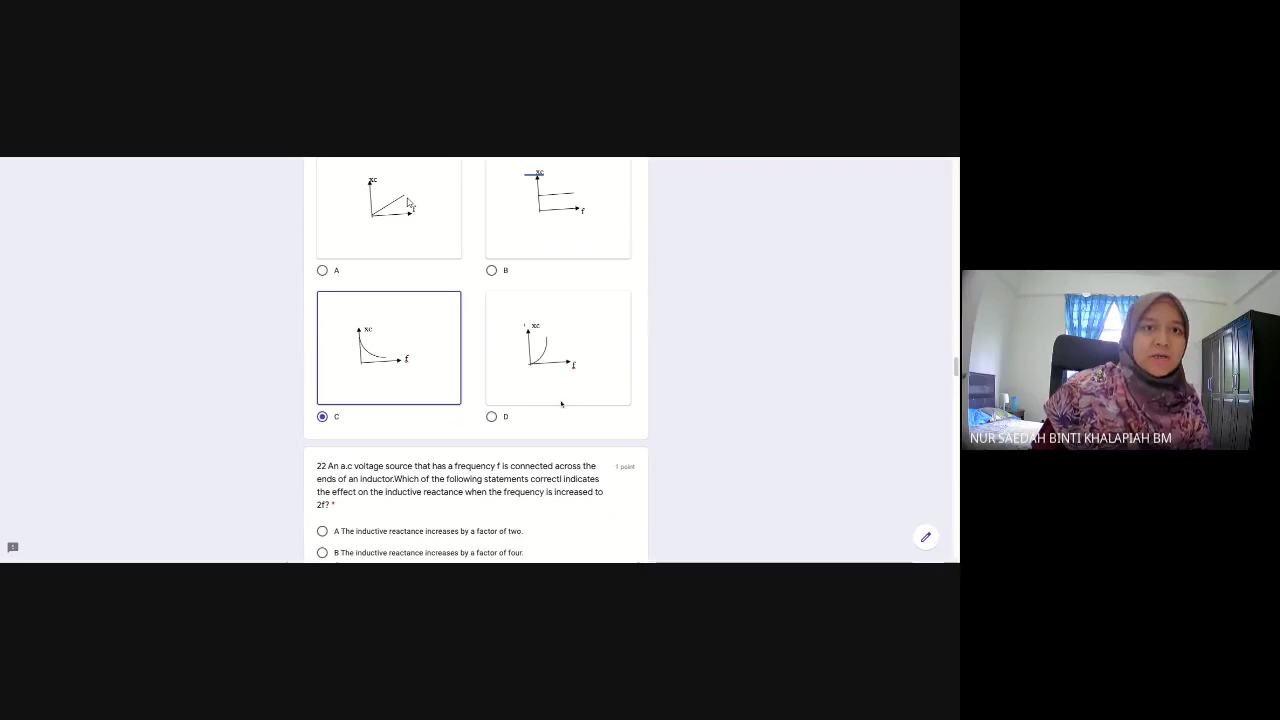 xc
f
xc
f
A
B
xc
f
xc
f
C
D
22 An a.c voltage source that has a frequency f is connected across the
1 point
ends of an inductor.Which of the following statements correctl indicates
the effect on the inductive reactance when the frequency is increased to
2f? *
A The inductive reactance increases by a factor of two.
B The inductive reactance increases by a factor of four.
NUR SAEDAH BINTI KHALAPIAH BM